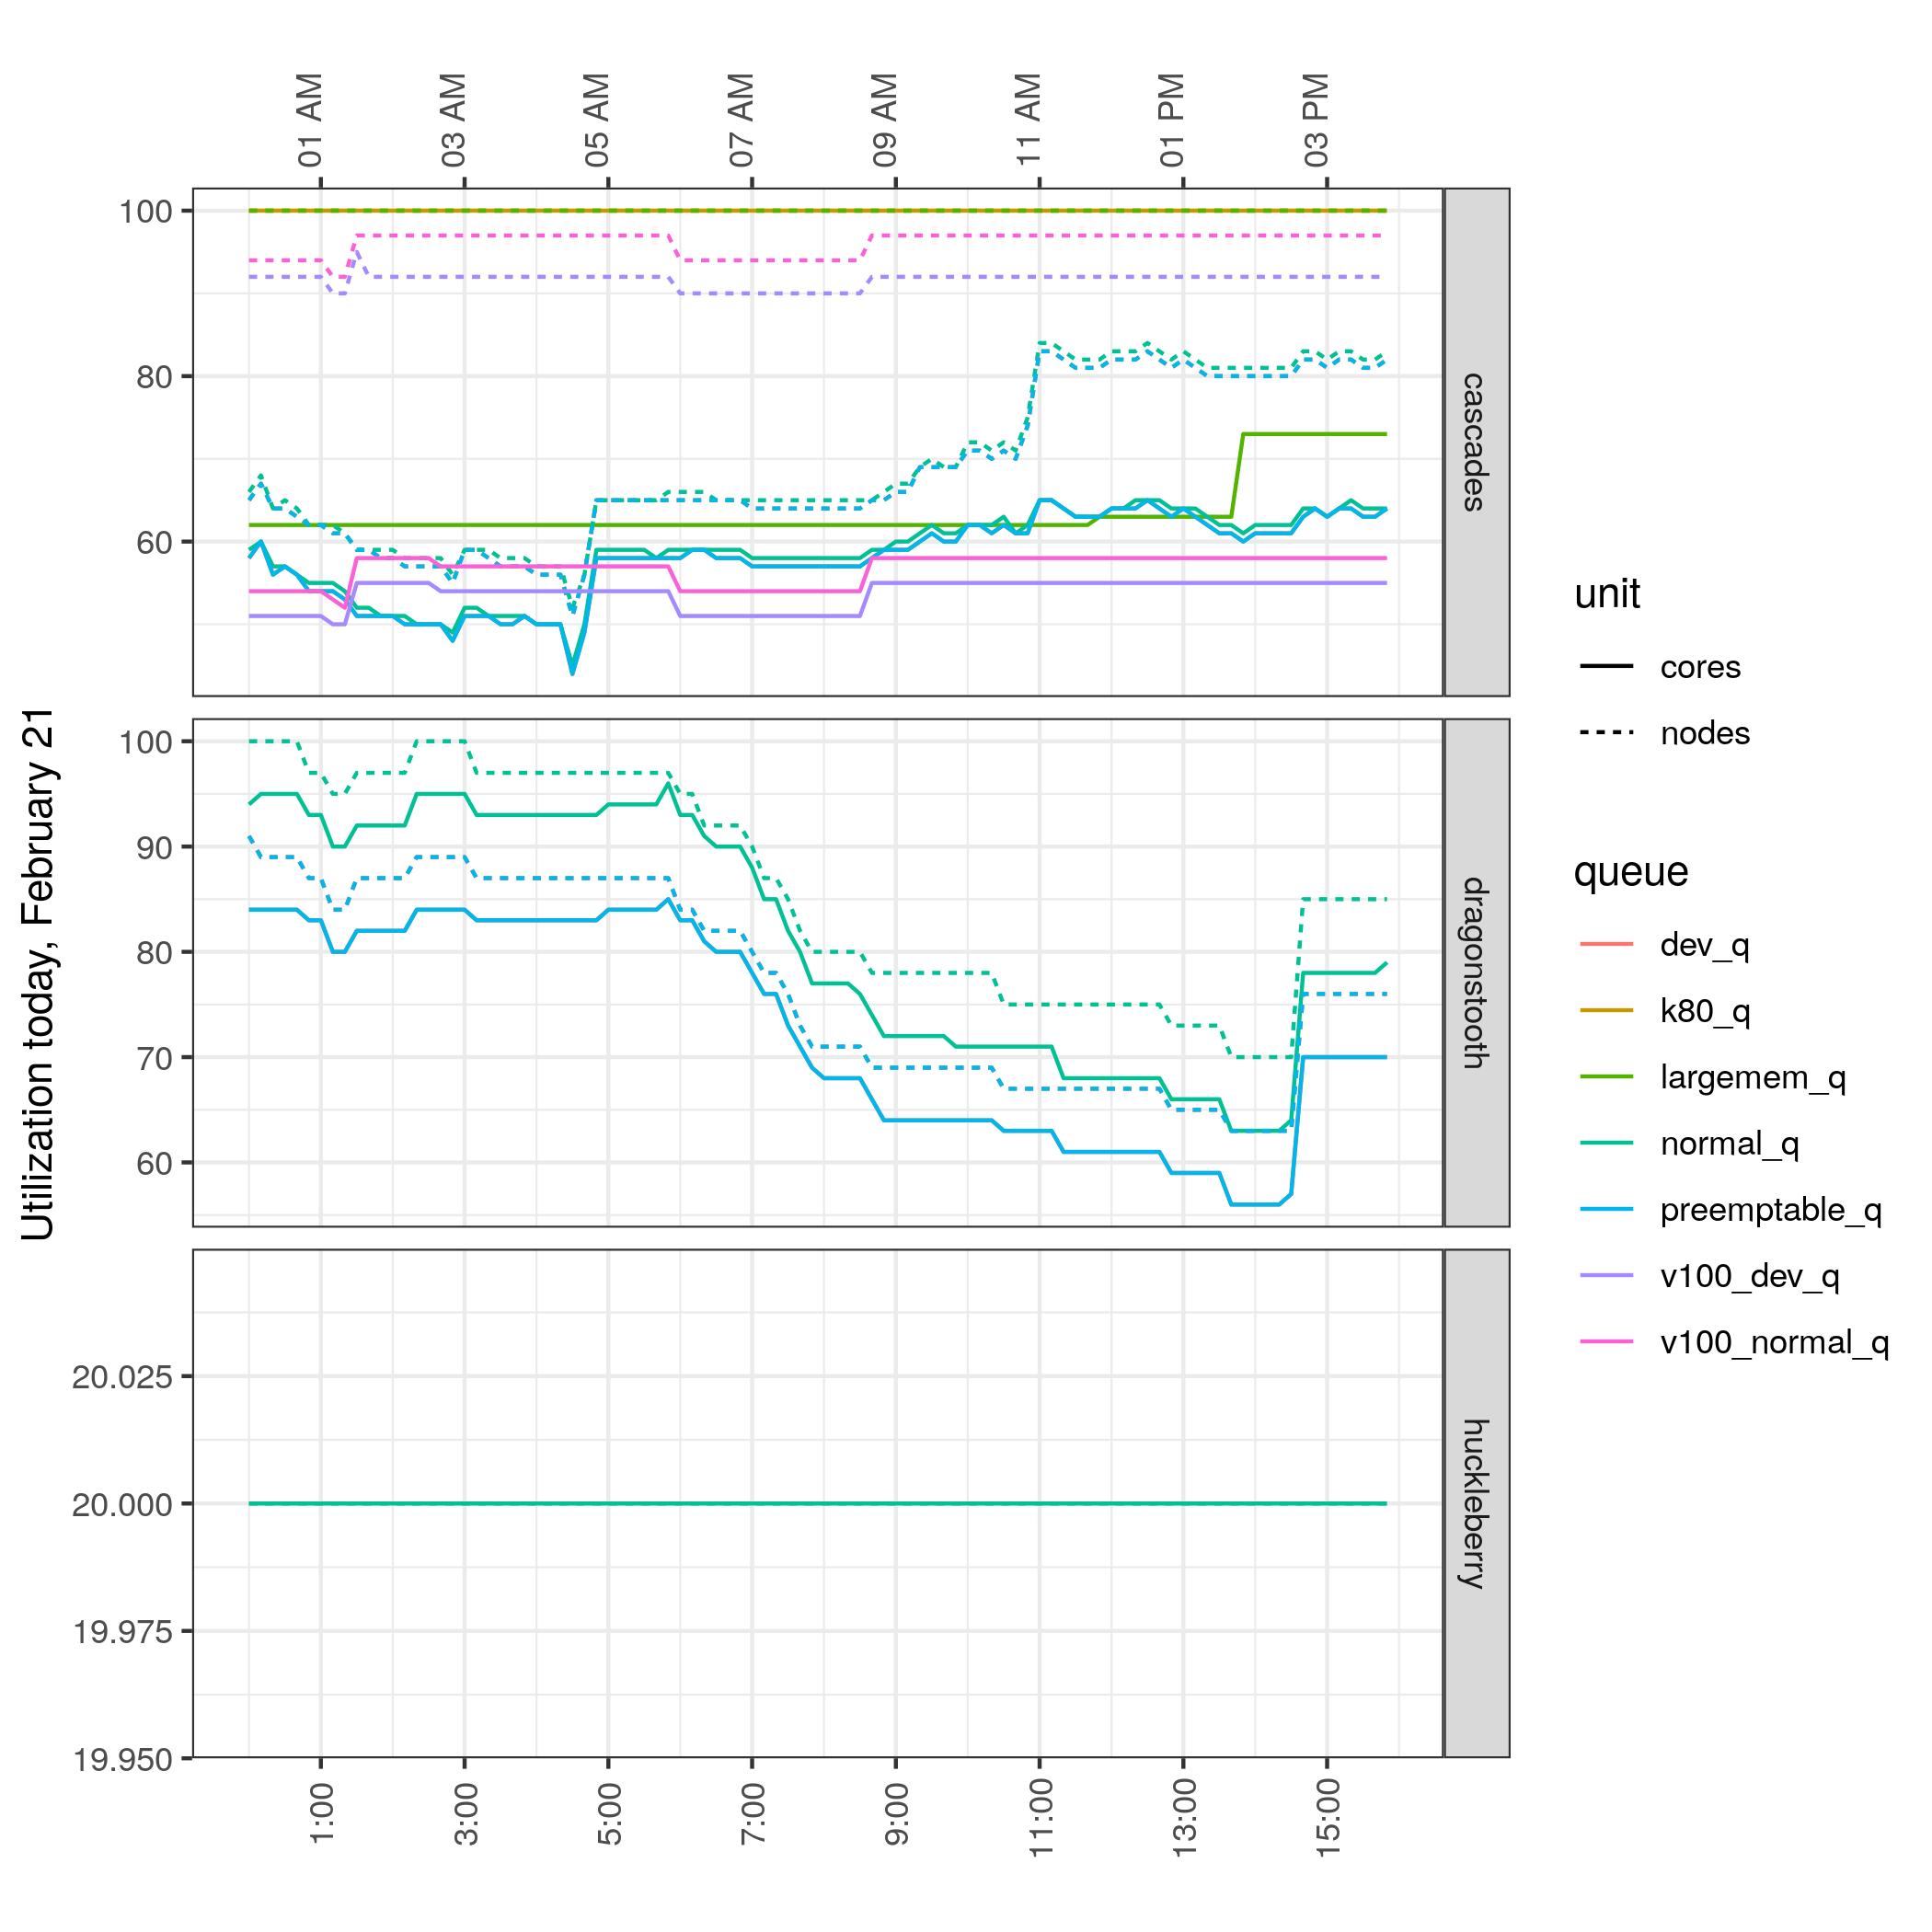 01 AM
03 AM
05 AM
07 AM
09 AM
11 AM
01 PM
03 PM
Utilization today, February 21
100
80
60
cascades
100
90
80
70
60
dragonstooth
20.025
20.000
19.975
19.950
huckleberry
1:00
3:00
5:00
7:00
9:00
11:00
13:00
15:00
unit
cores
nodes
queue
dev_q
k80_q
largemem_q
normal_q
preemptable_q
v100_dev_q
v100_normal_q